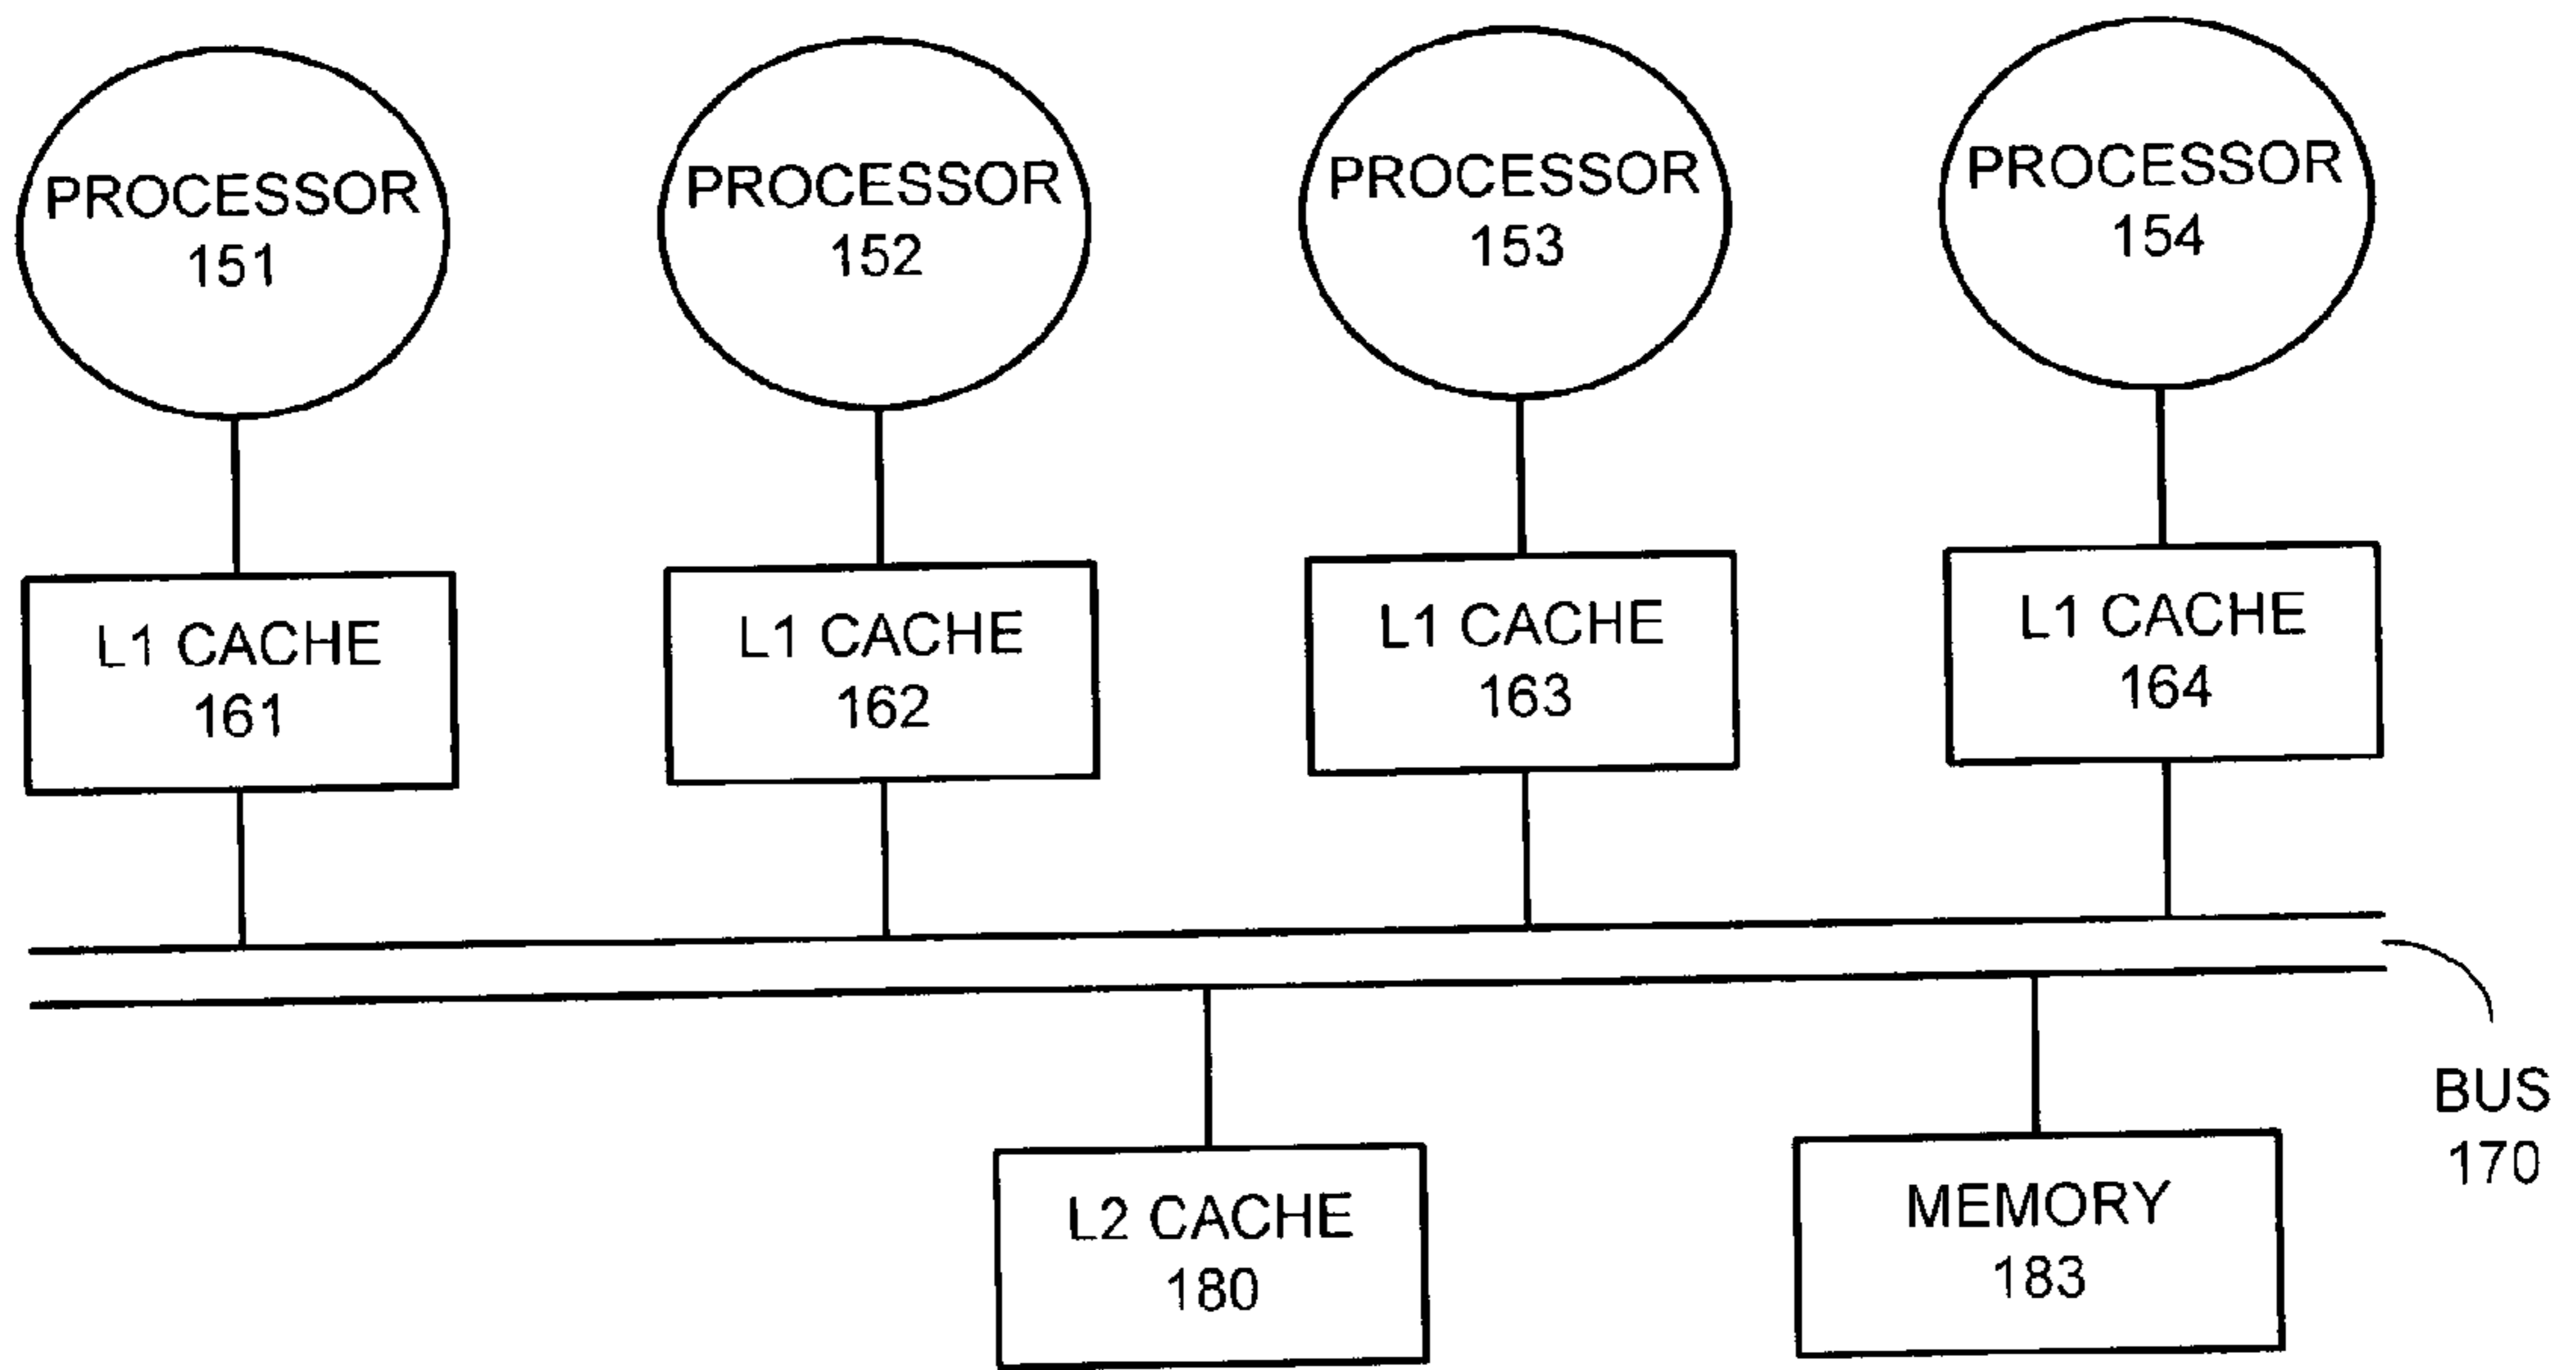 PROCESSOR
151
PROCESSOR
152
PROCESSOR
153
PROCESSOR
154
L1 CACHE
161
L1 CACHE
162
L1 CACHE
163
L1 CACHE
164
BUS
170
L2 CACHE
180
MEMORY
183